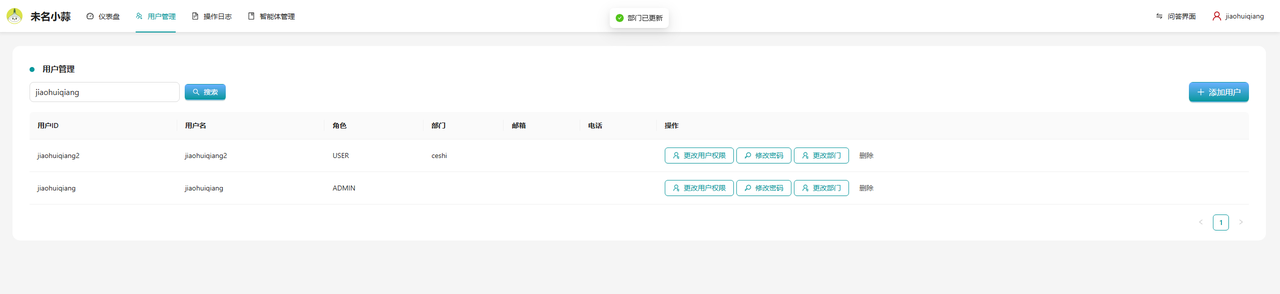 未名小蒜 仪表盘 用户管理 操作日志 智能体管理 部门已更新 问答界面 jiaohuiqiang
用户管理
jiaohuiqiang 搜索 添加用户
用户ID 用户名 角色 部门 邮箱 电话 操作
jiaohuiqiang2 jiaohuiqiang2 USER ceshi 更改用户权限 修改密码 更改部门 删除
jiaohuiqiang jiaohuiqiang ADMIN 更改用户权限 修改密码 更改部门 删除
1